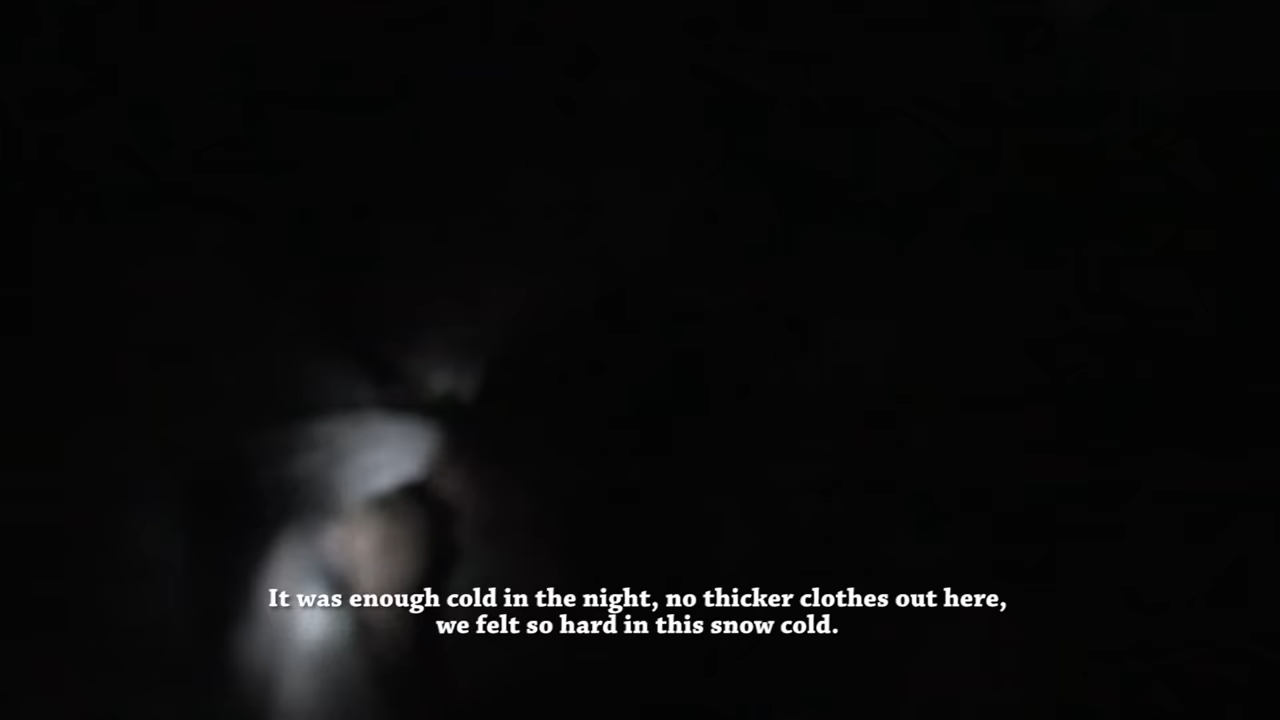 It was enough cold in the night, no thicker clothes out here,
we felt so hard in this snow cold.